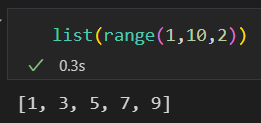 list(range(1,10,2))
0.3s
[1, 3, 5, 7, 9]